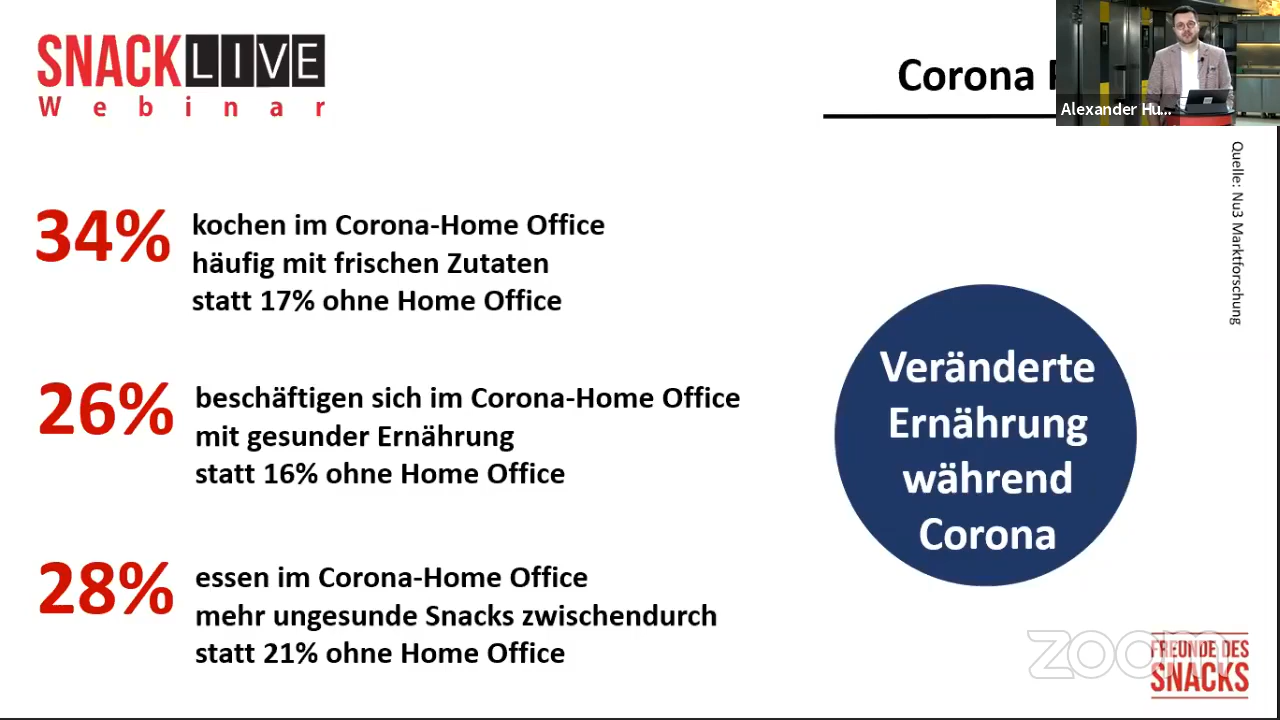 SNACKLIVE
Webinar
Corona
Alexander Hu...
Quelle: Nu3 Marktforschung
34%
kochen im Corona-Home Office
häufig mit frischen Zutaten
statt 17% ohne Home Office
26%
beschäftigen sich im Corona-Home Office
mit gesunder Ernährung
statt 16% ohne Home Office
28%
essen im Corona-Home Office
mehr ungesunde Snacks zwischendurch
statt 21% ohne Home Office
Veränderte
Ernährung
während
Corona
zoom
FREUNDE DES
SNACKS